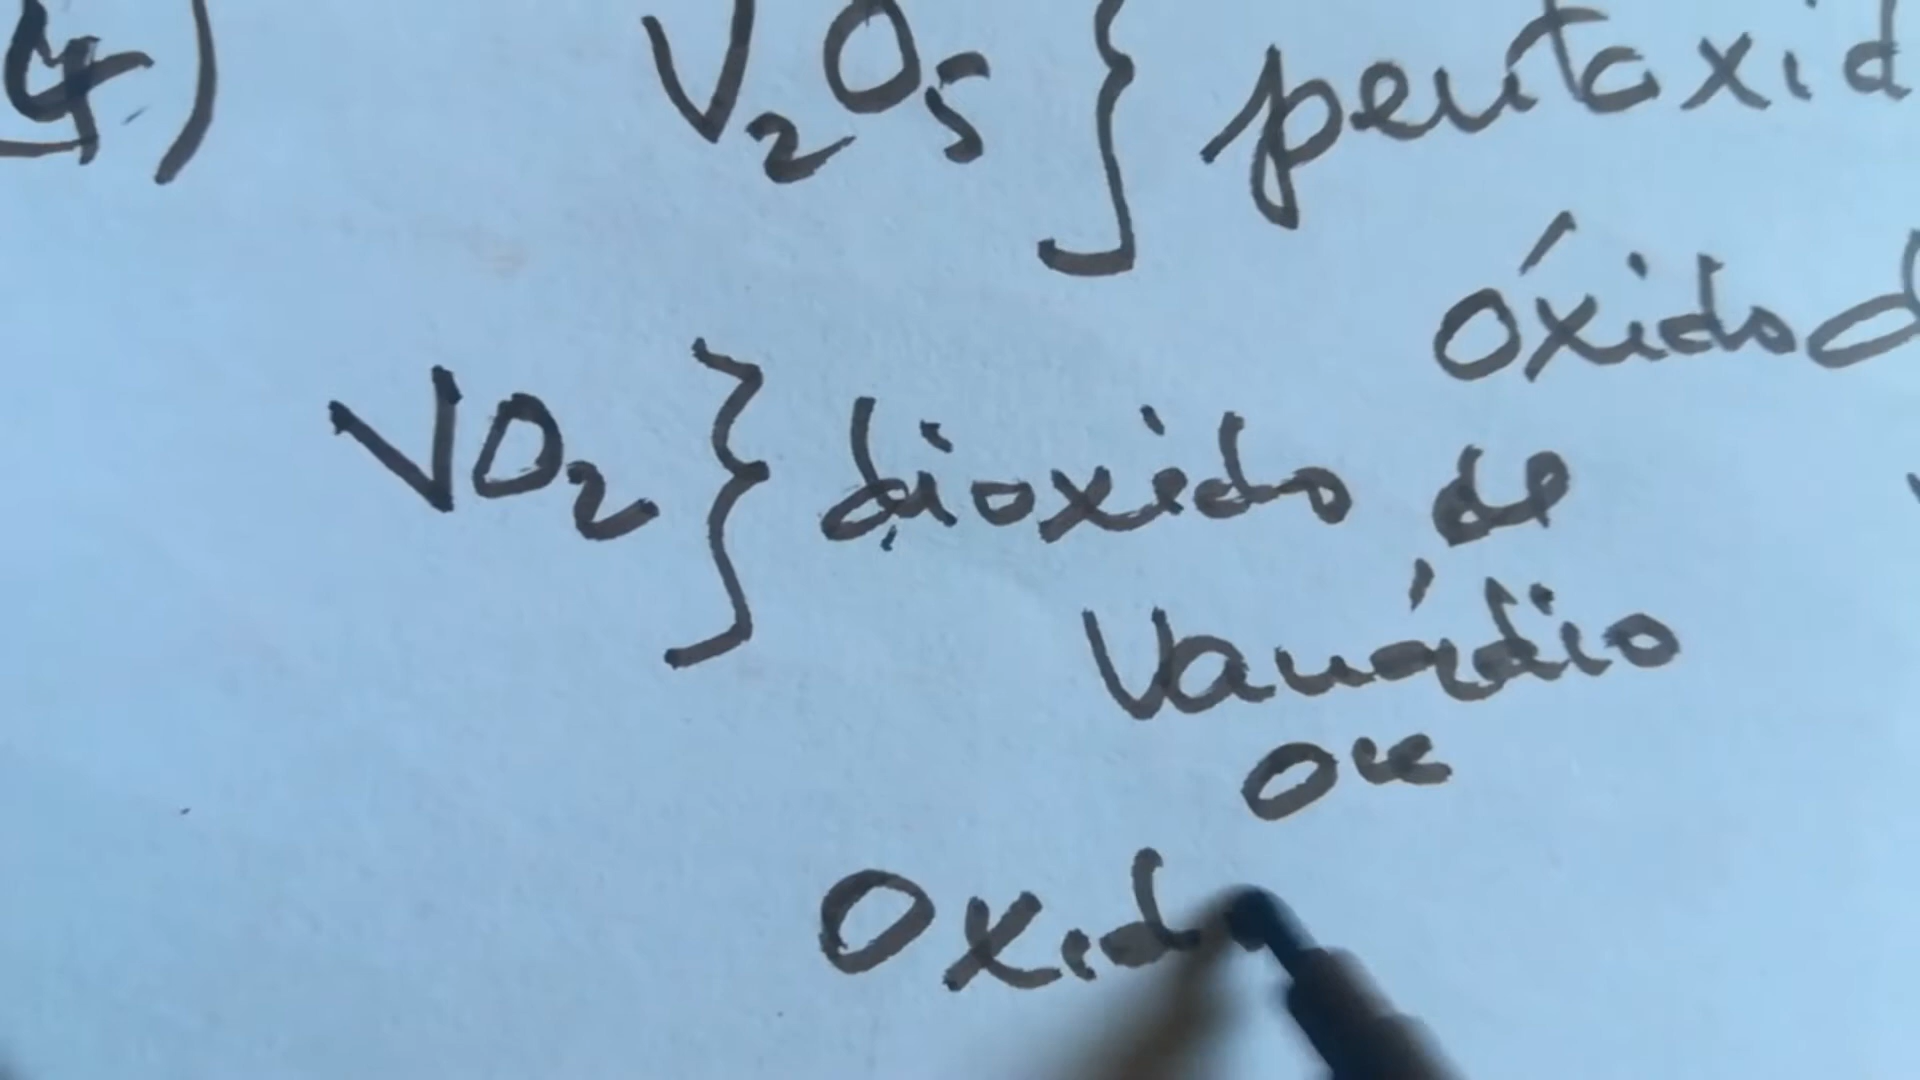 4) V₂O₅ } pentaxid
óxido d
VO₂ } dioxido de
Vanádio
ou
Oxid